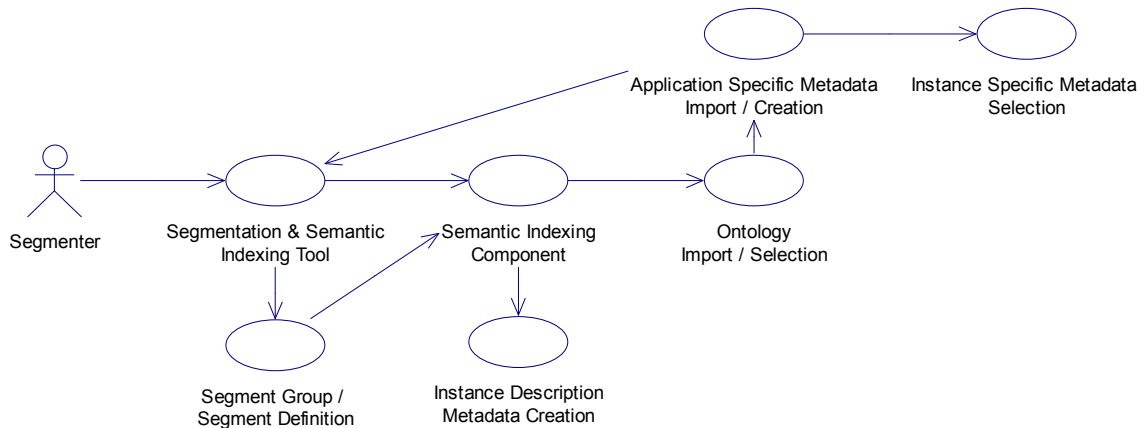 Application Specific Metadata
Import / Creation
Instance Specific Metadata
Selection
Segmenter
Segmentation & Semantic
Indexing Tool
Semantic Indexing
Component
Ontology
Import / Selection
Segment Group /
Segment Definition
Instance Description
Metadata Creation